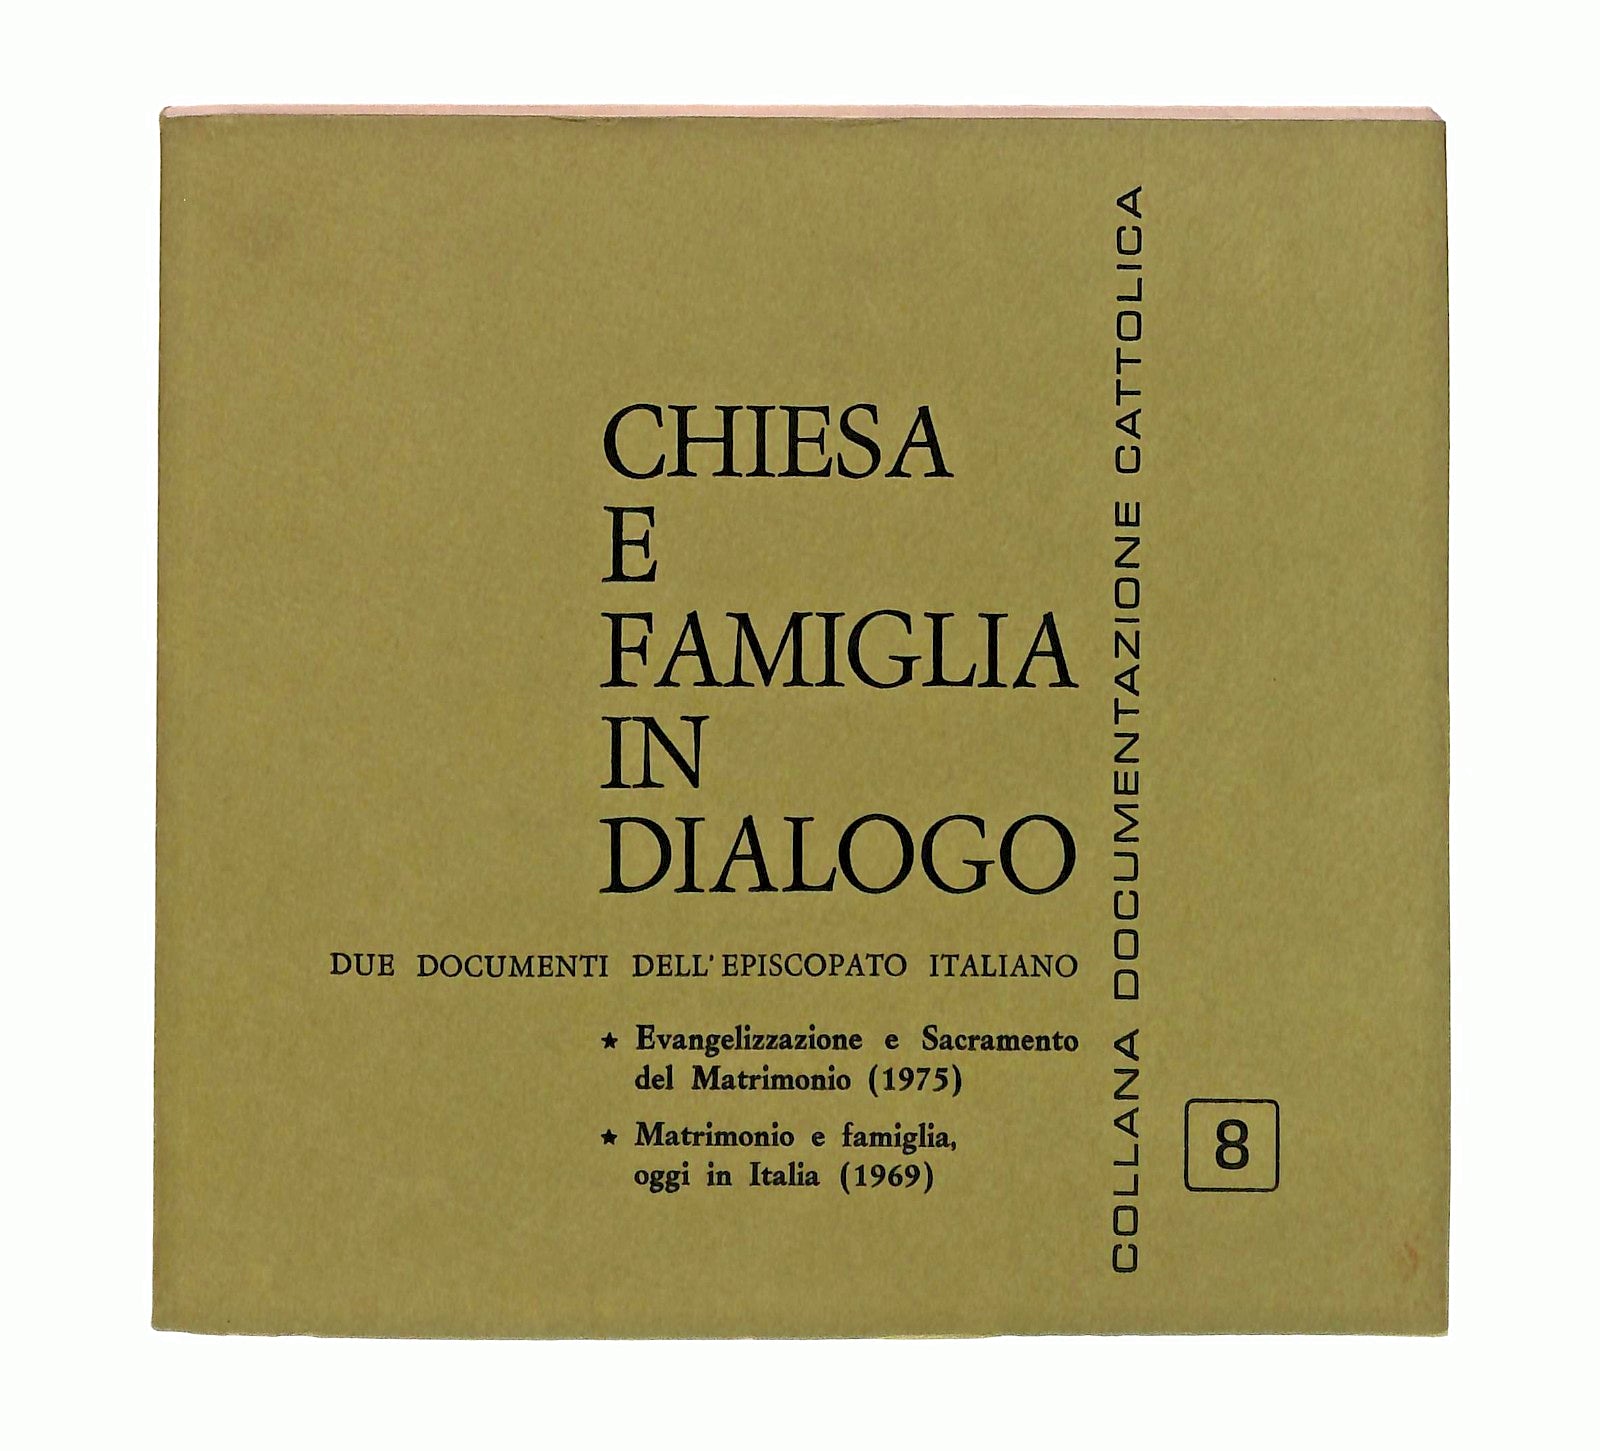 CHIESA
E
FAMIGLIA
IN
DIALOGO
DUE DOCUMENTI DELL'EPISCOPATO ITALIANO
★ Evangelizzazione e Sacramento
del Matrimonio (1975)
★ Matrimonio e famiglia,
oggi in Italia (1969)
COLLANA DOCUMENTAZIONE CATTOLICA
8